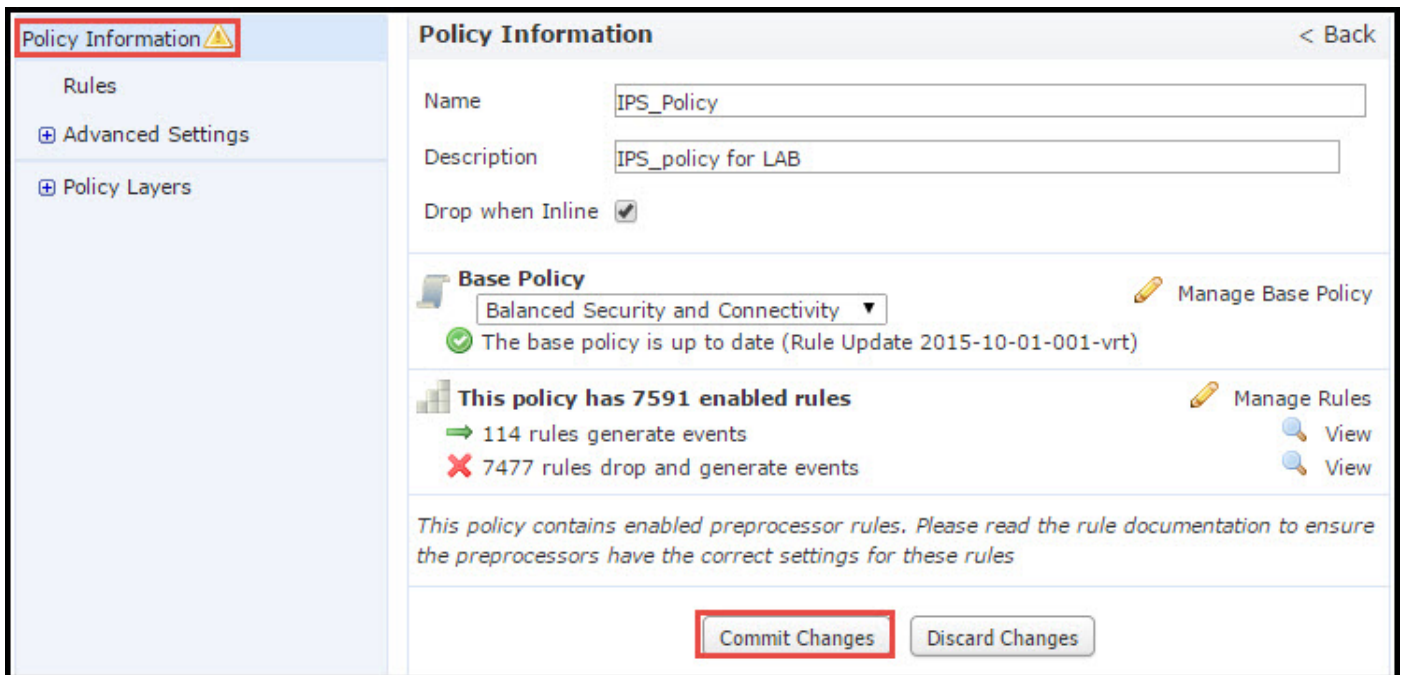 Policy Information
Rules
Advanced Settings
Policy Layers
Policy Information
< Back
Name
IPS_Policy
Description
IPS_policy for LAB
Drop when Inline
Base Policy
Manage Base Policy
Balanced Security and Connectivity
The base policy is up to date (Rule Update 2015-10-01-001-vrt)
This policy has 7591 enabled rules
Manage Rules
114 rules generate events
View
7477 rules drop and generate events
View
This policy contains enabled preprocessor rules. Please read the rule documentation to ensure
the preprocessors have the correct settings for these rules
Commit Changes
Discard Changes